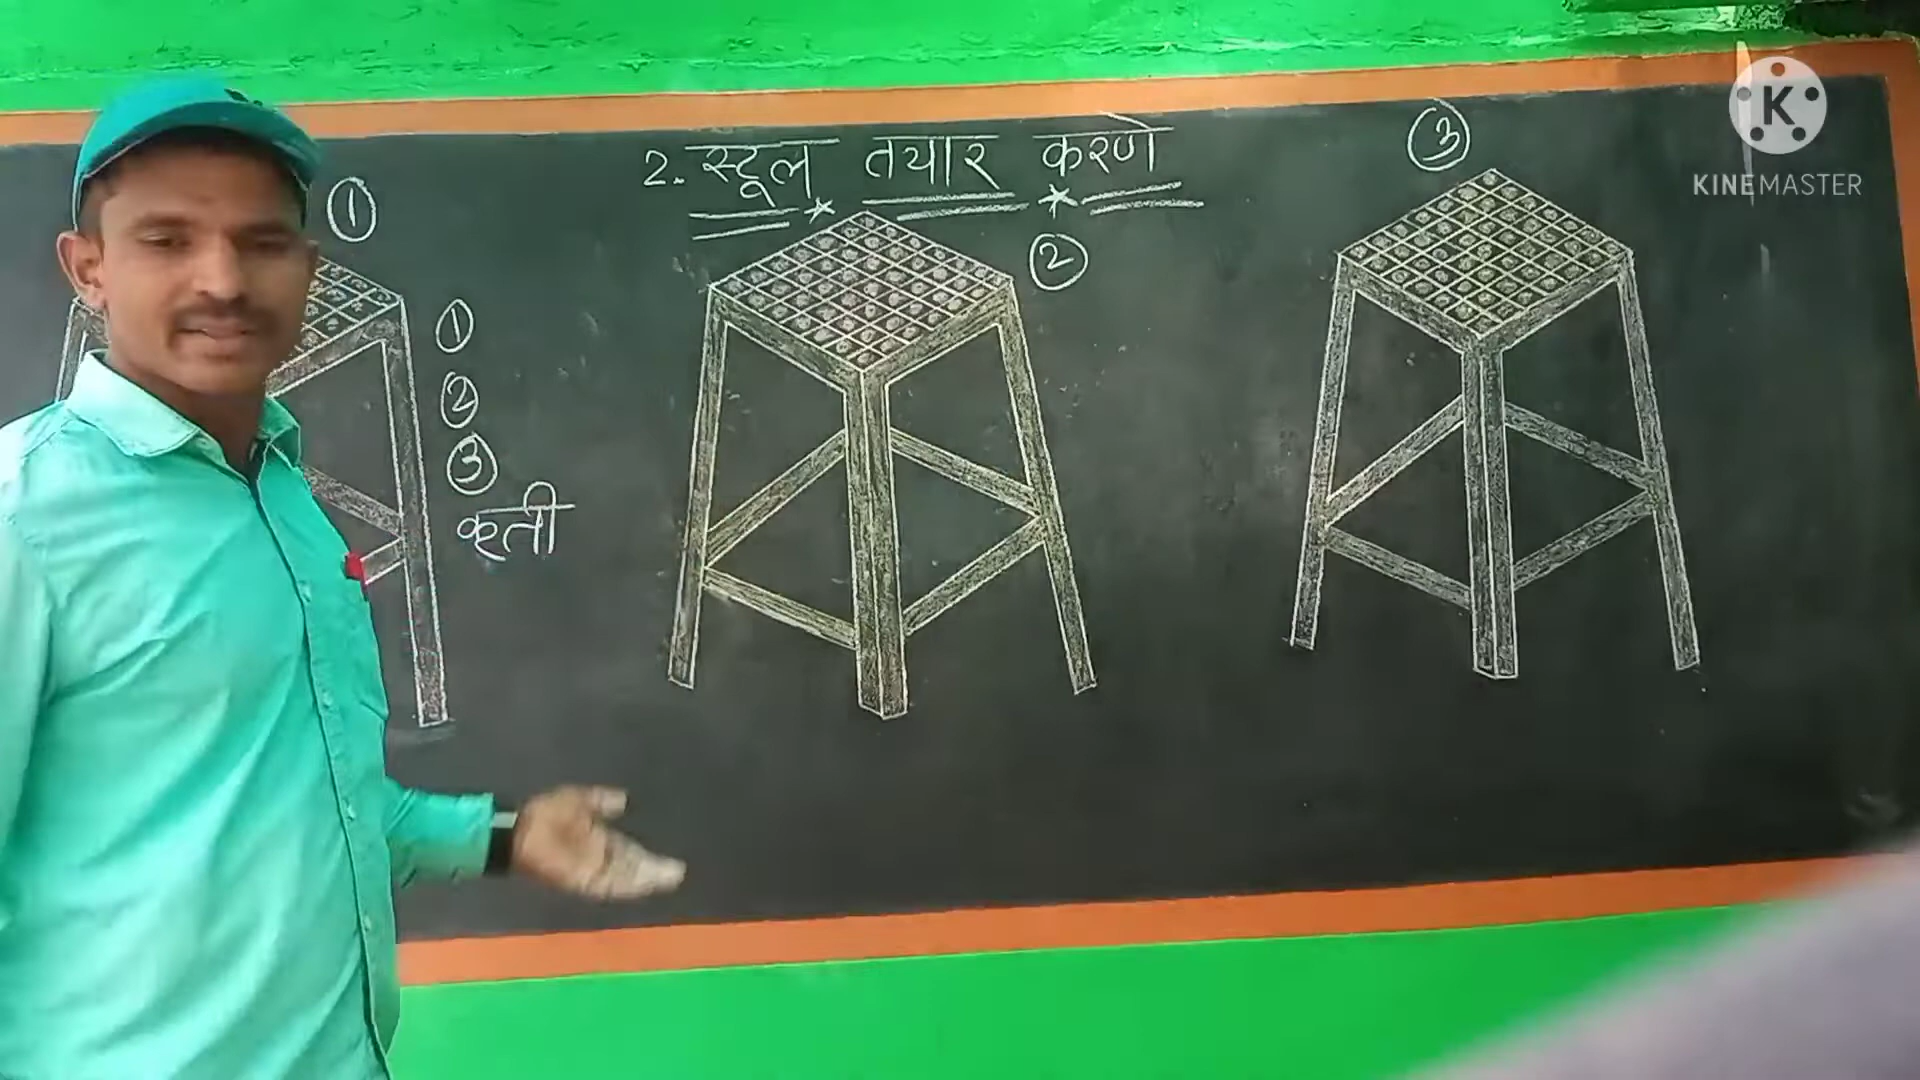 2. स्टूल तयार करणे
①
②
③
①
②
③
कृती
KINEMASTER